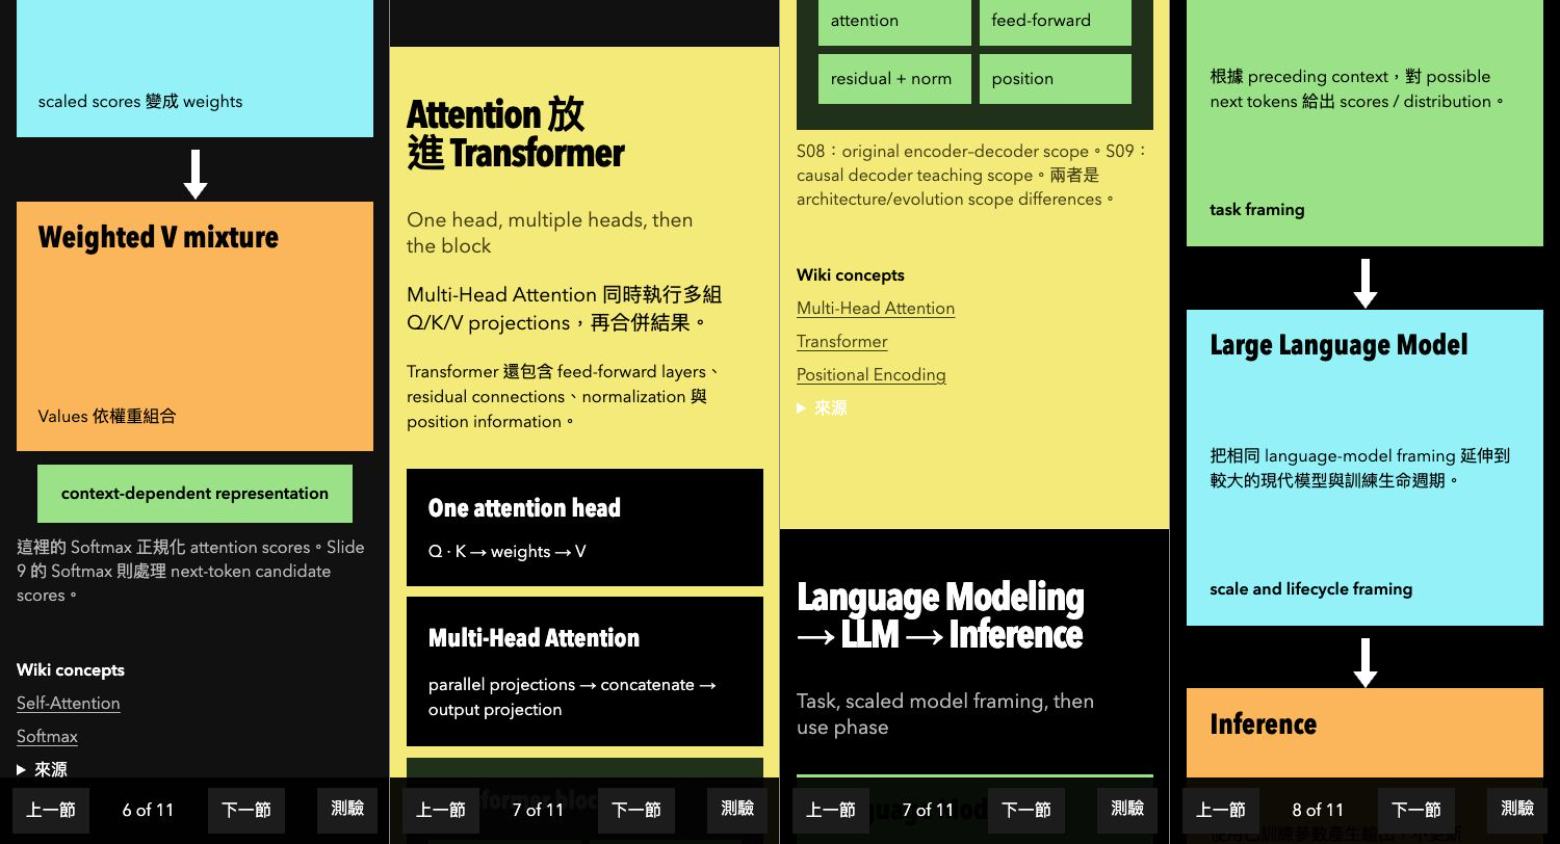 scaled scores 變成 weights
Weighted V mixture
Values 依權重組合
context-dependent representation
這裡的 Softmax 正規化 attention scores。Slide
9 的 Softmax 則處理 next-token candidate
scores。
Wiki concepts
Self-Attention
Softmax
▶ 來源
上一節 6 of 11 下一節 測驗
Attention 放
進 Transformer
One head, multiple heads, then
the block
Multi-Head Attention 同時執行多組
Q/K/V projections，再合併結果。
Transformer 還包含 feed-forward layers、
residual connections、normalization 與
position information。
One attention head
Q · K → weights → V
Multi-Head Attention
parallel projections → concatenate →
output projection
上一節 7 of 11 下一節 測驗
attention feed-forward
residual + norm position
S08：original encoder–decoder scope。S09：
causal decoder teaching scope。兩者是
architecture/evolution scope differences。
Wiki concepts
Multi-Head Attention
Transformer
Positional Encoding
▶ 來源
Language Modeling
→ LLM → Inference
Task, scaled model framing, then
use phase
上一節 7 of 11 下一節 測驗
根據 preceding context，對 possible
next tokens 給出 scores / distribution。
task framing
Large Language Model
把相同 language-model framing 延伸到
較大的現代模型與訓練生命週期。
scale and lifecycle framing
Inference
上一節 8 of 11 下一節 測驗